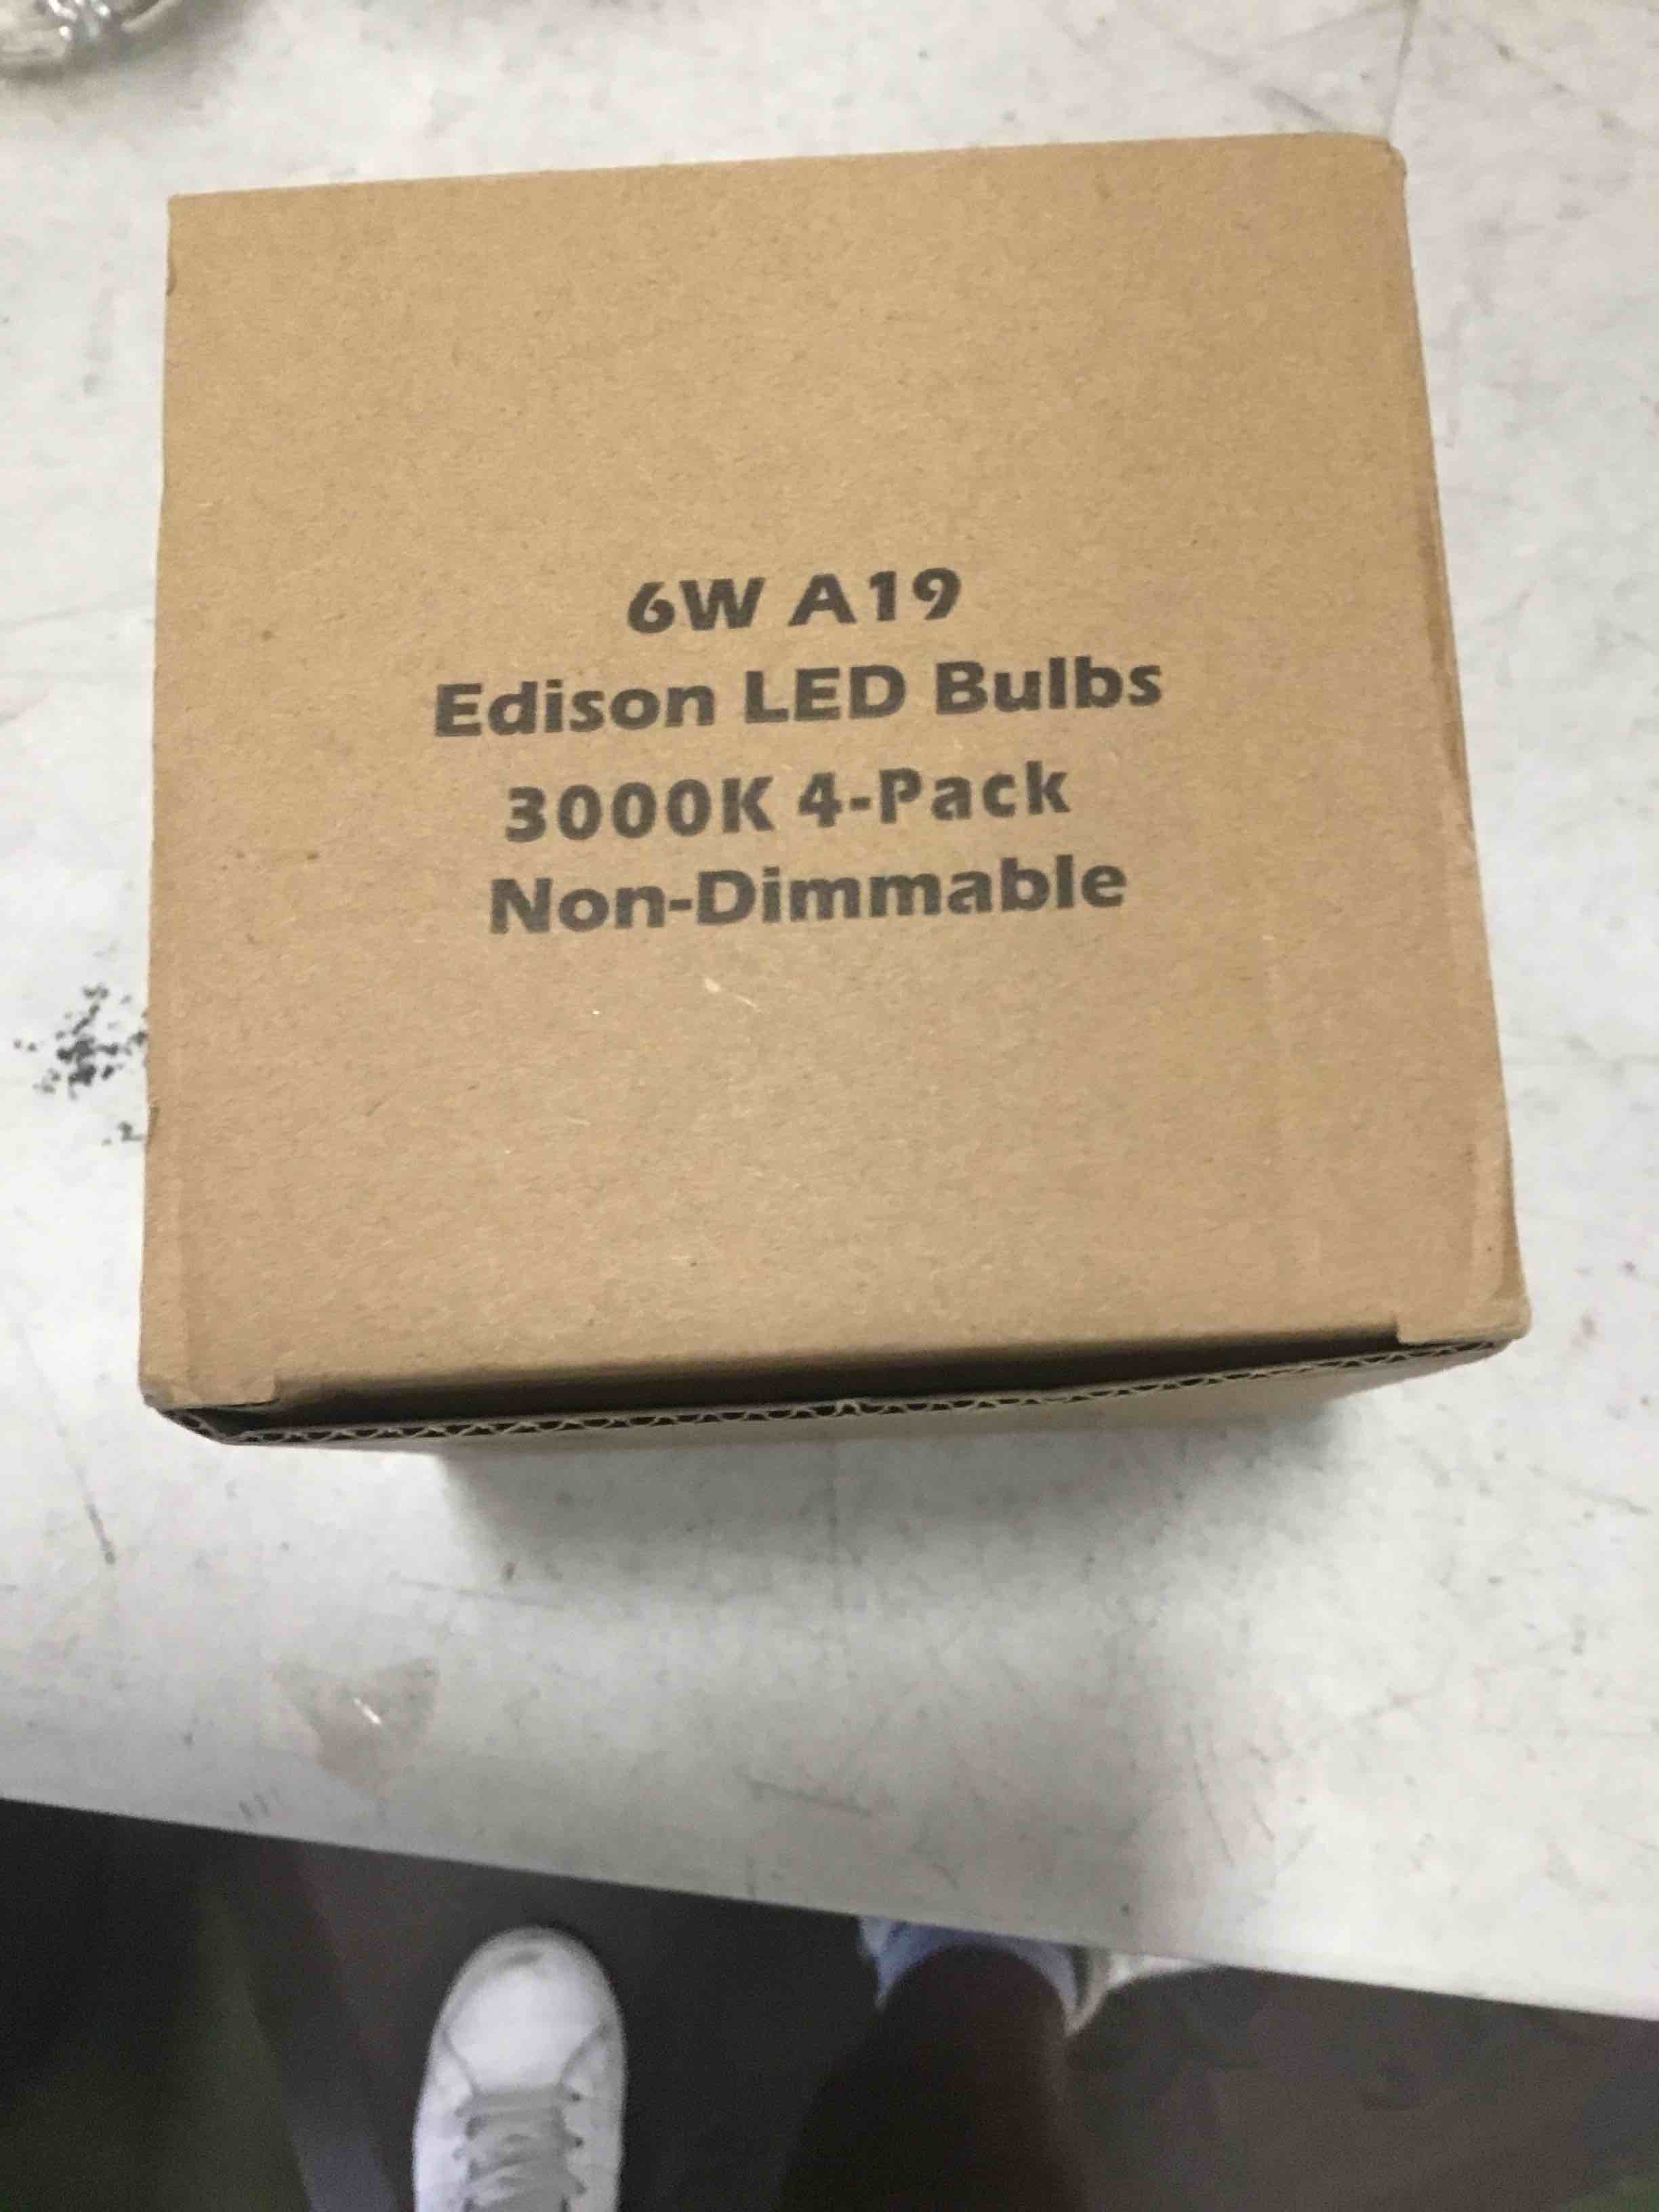 6W A19
Edison LED Bulbs
3000K 4-Pack
Non-Dimmable